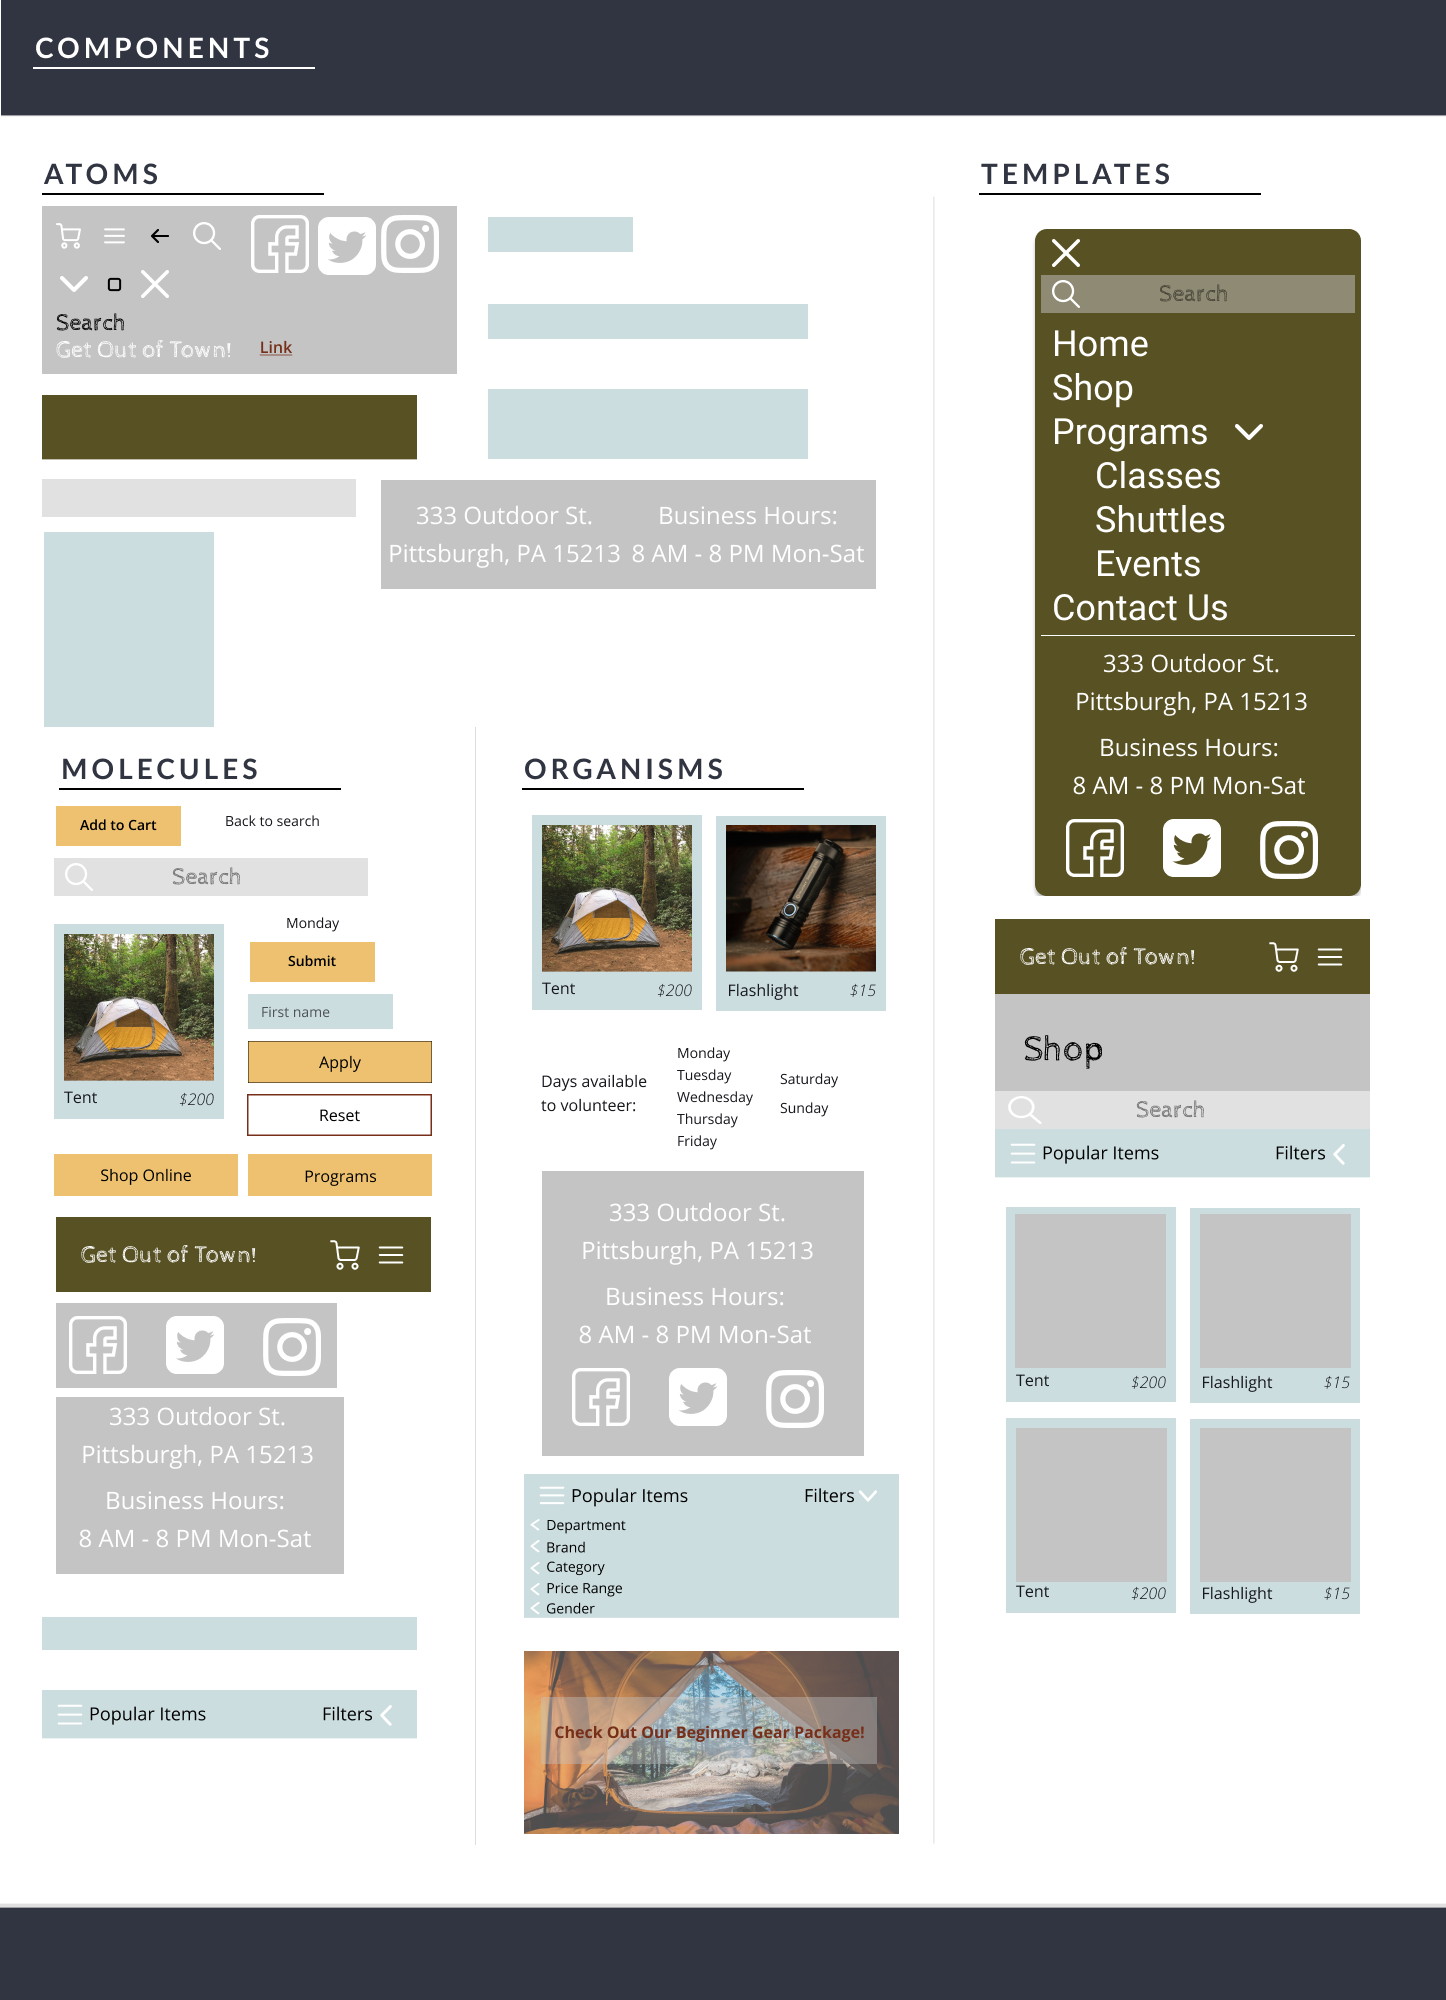 COMPONENTS
ATOMS
Search
Get Out of Town!
Link
333 Outdoor St.
Pittsburgh, PA 15213
Business Hours:
8 AM - 8 PM Mon-Sat
MOLECULES
Add to Cart
Back to search
Search
Monday
Submit
First name
Tent
$200
Apply
Reset
Shop Online
Programs
Get Out of Town!
333 Outdoor St.
Pittsburgh, PA 15213
Business Hours:
8 AM - 8 PM Mon-Sat
Popular Items
Filters
ORGANISMS
Tent
$200
Flashlight
$15
Days available
to volunteer:
Monday
Tuesday
Wednesday
Thursday
Friday
Saturday
Sunday
333 Outdoor St.
Pittsburgh, PA 15213
Business Hours:
8 AM - 8 PM Mon-Sat
Popular Items
Filters
Department
Brand
Category
Price Range
Gender
Check Out Our Beginner Gear Package!
TEMPLATES
Search
Home
Shop
Programs
Classes
Shuttles
Events
Contact Us
333 Outdoor St.
Pittsburgh, PA 15213
Business Hours:
8 AM - 8 PM Mon-Sat
Get Out of Town!
Shop
Search
Popular Items
Filters
Tent
$200
Flashlight
$15
Tent
$200
Flashlight
$15